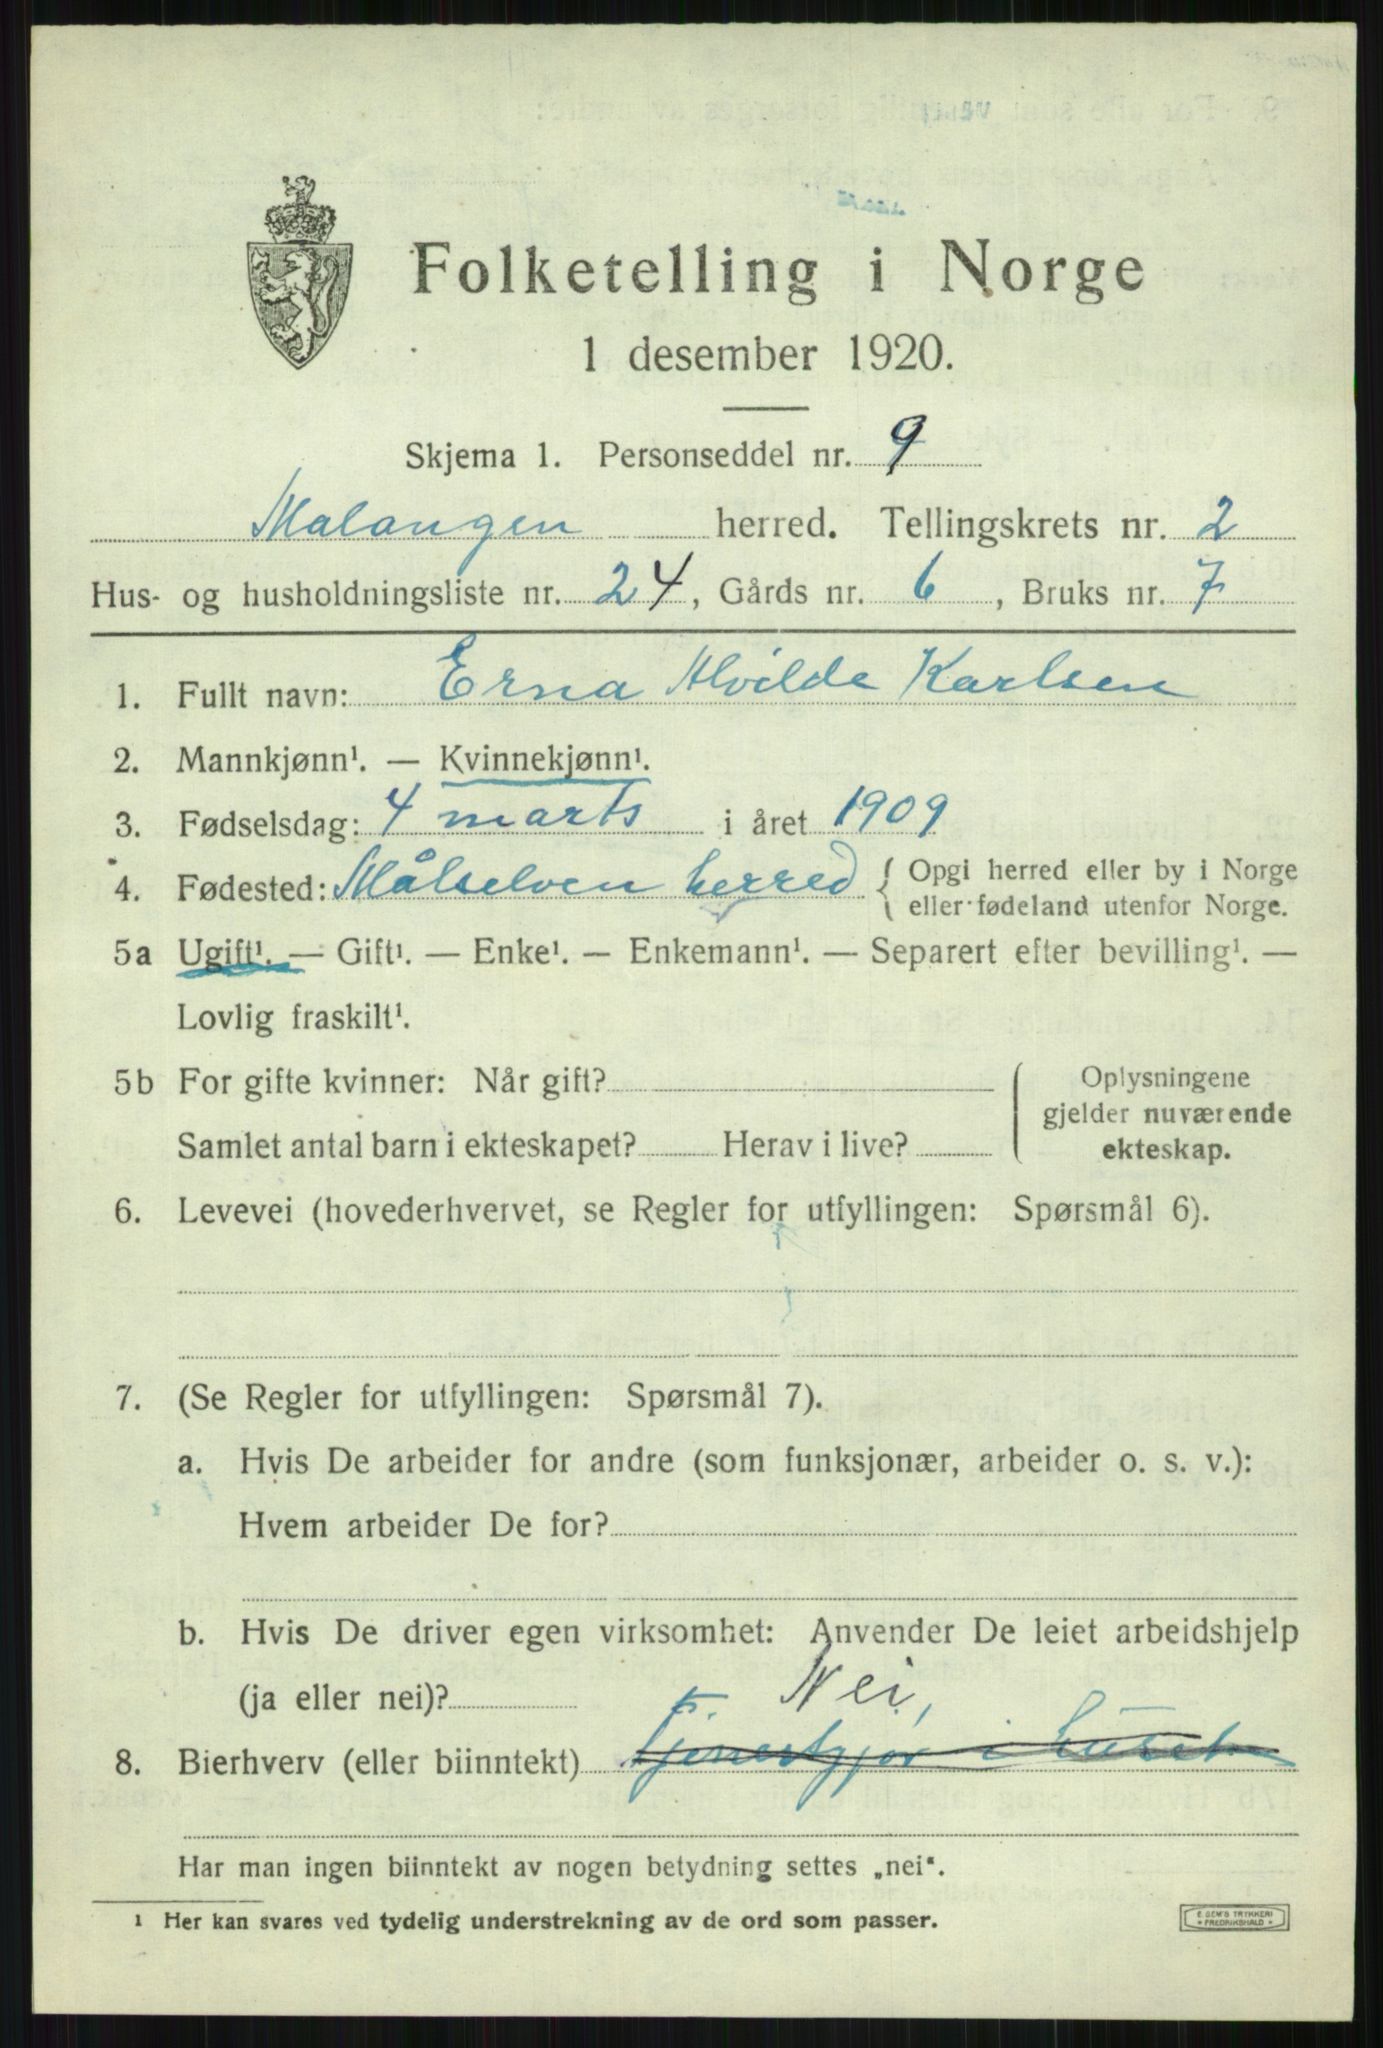 Folketelling i Norge
1 desember 1920.
Skjema 1. Personseddel nr. 9
Malangen herred. Tellingskrets nr. 2
Hus- og husholdningsliste nr. 24, Gårds nr. 6, Bruks nr. 7
1. Fullt navn: Erna Alvilde Karlsen
2. Mannkjønn¹. — Kvinnekjønn¹.
3. Fødselsdag: 4 marts i året 1909
4. Fødested: Målselven herred { Opgi herred eller by i Norge
eller fødeland utenfor Norge.
5a Ugift¹. — Gift¹. — Enke¹. — Enkemann¹. — Separert efter bevilling¹. —
Lovlig fraskilt¹.
5b For gifte kvinner: Når gift?
Samlet antal barn i ekteskapet? Herav i live?
Oplysningene
gjelder nuværende
ekteskap.
6. Levevei (hovederhvervet, se Regler for utfyllingen: Spørsmål 6).
7. (Se Regler for utfyllingen: Spørsmål 7).
a. Hvis De arbeider for andre (som funksjonær, arbeider o. s. v.):
Hvem arbeider De for?
b. Hvis De driver egen virksomhet: Anvender De leiet arbeidshjelp
(ja eller nei)?
Nei,
8. Bierhverv (eller biinntekt) tjenestgjør i huset
Har man ingen biinntekt av nogen betydning settes „nei“.
¹ Her kan svares ved tydelig understrekning av de ord som passer.
E. SEM'S TRYKKERI
FREDRIKSHALD